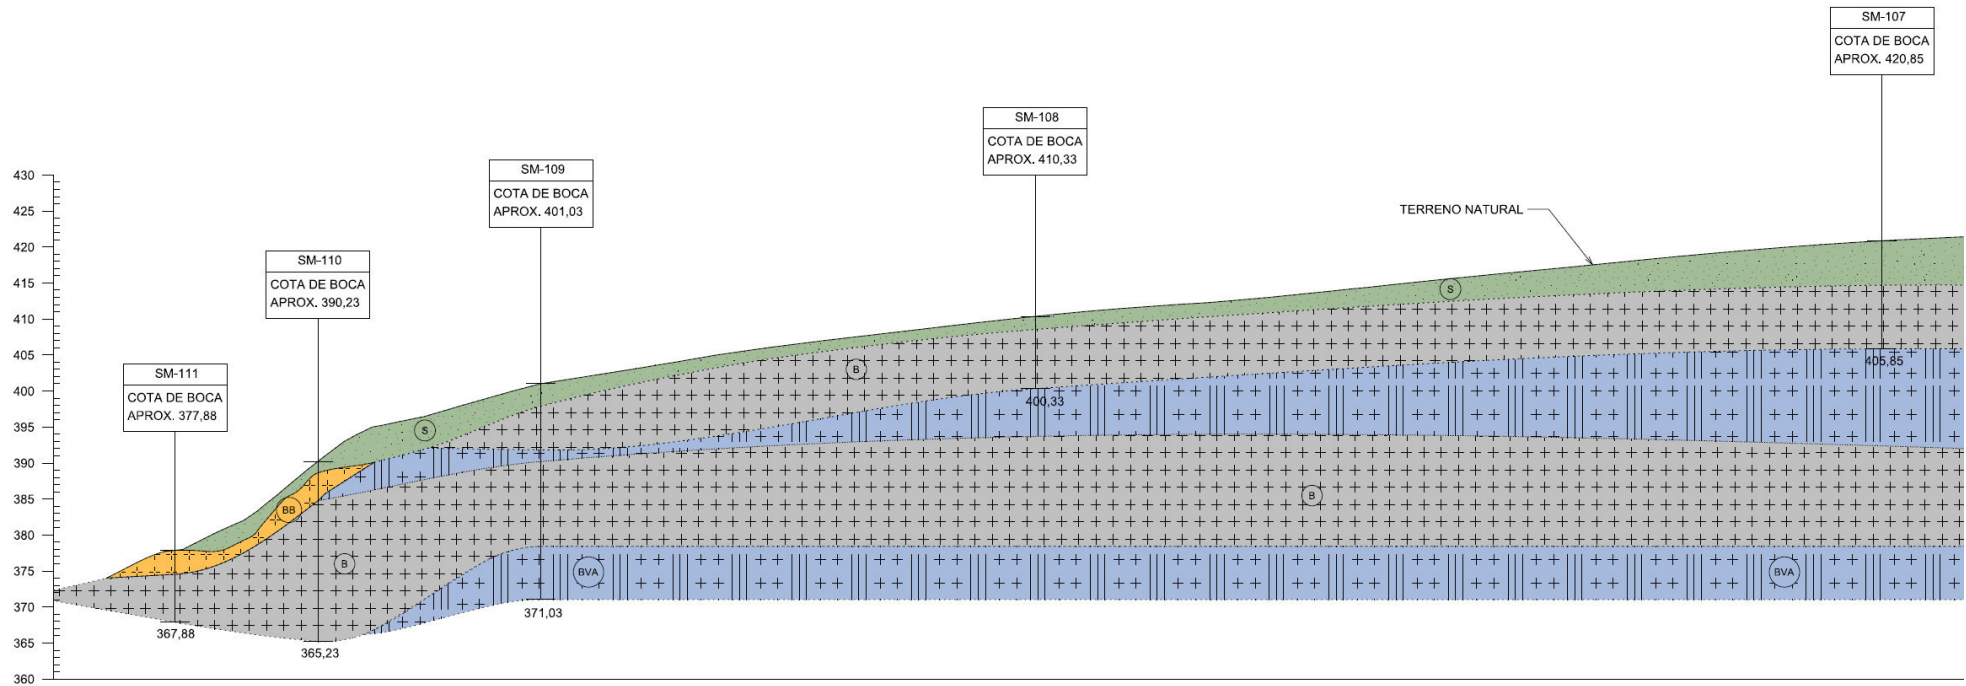 SM-107
COTA DE BOCA
APROX. 420,85
SM-108
COTA DE BOCA
APROX. 410,33
SM-109
COTA DE BOCA
APROX. 401,03
TERRENO NATURAL
SM-110
COTA DE BOCA
APROX. 390,23
SM-111
COTA DE BOCA
APROX. 377,88
430
425
420
415
410
405
400
395
390
385
380
375
370
365
360
S
B
405,85
400,33
S
BB
B
B
BVA
BVA
371,03
367,88
365,23